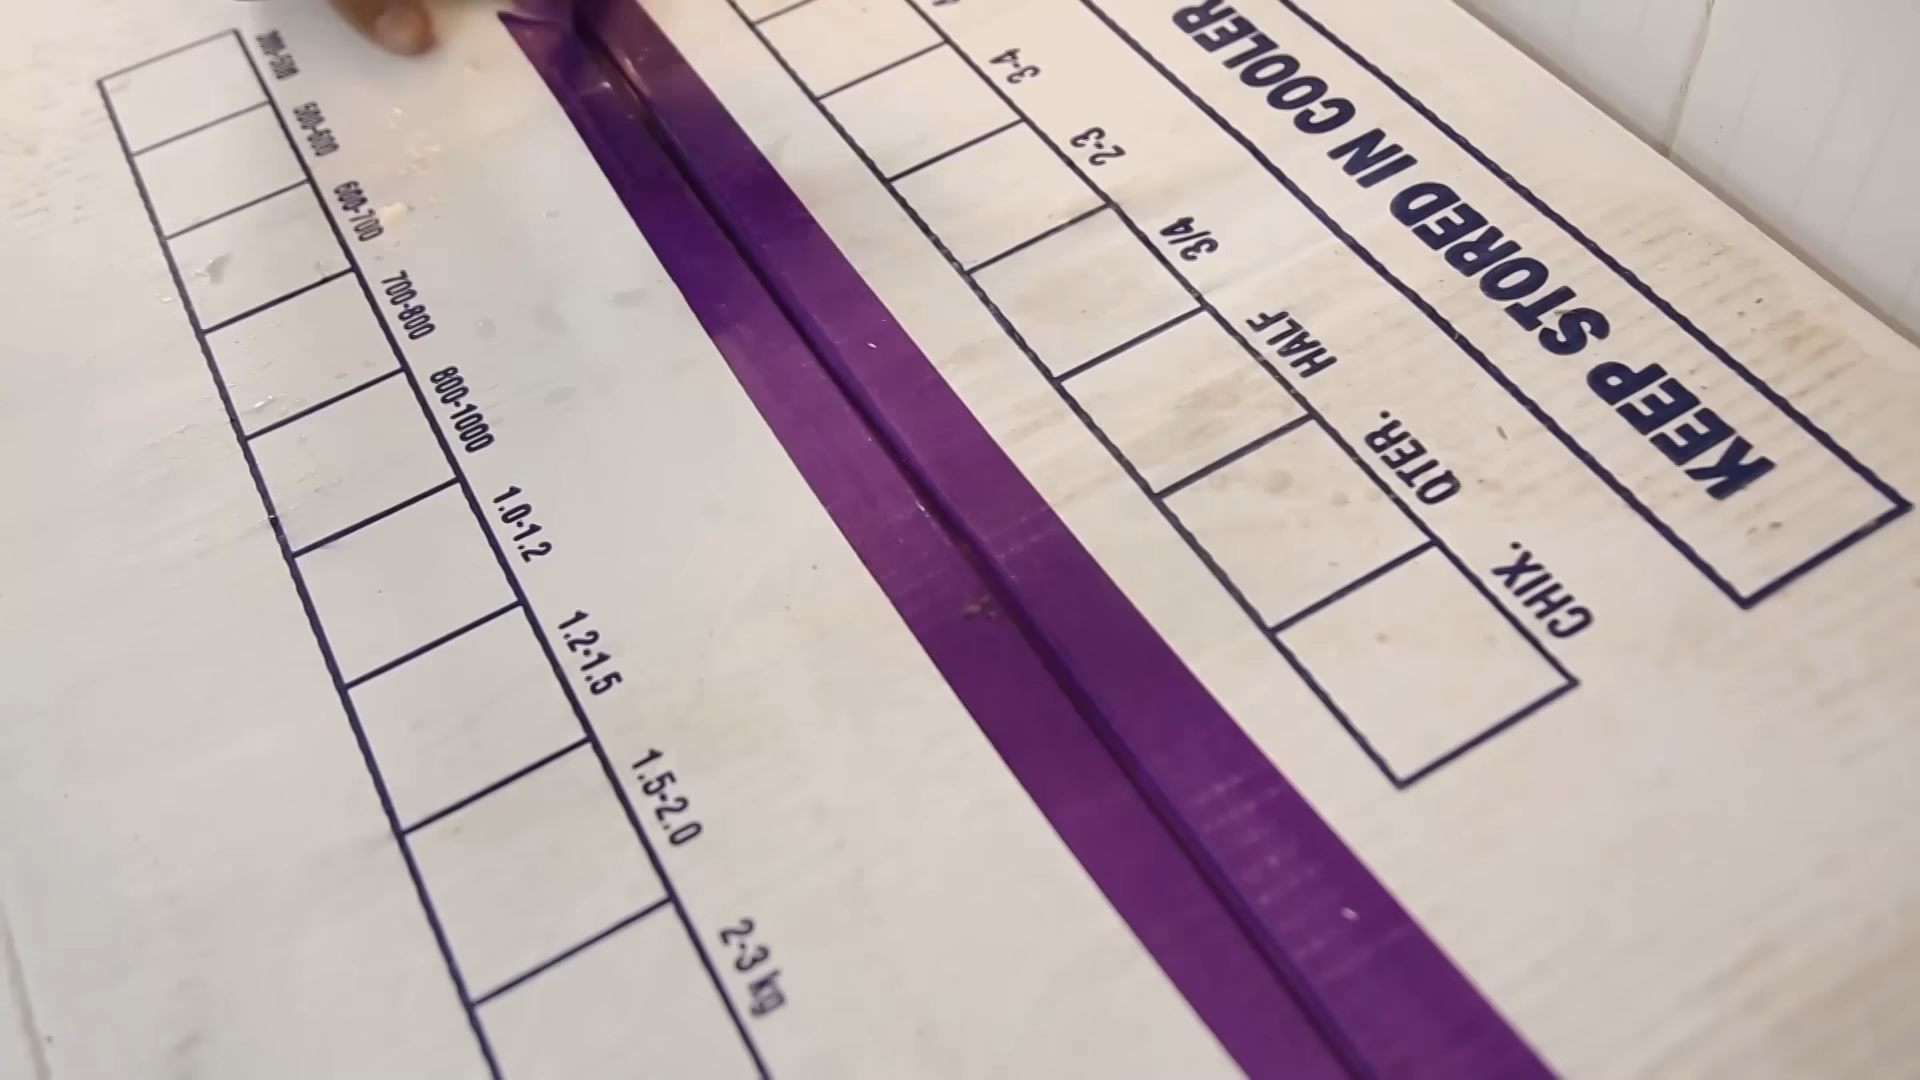 KEEP STORED IN COOLER
CHIX.
QTER.
HALF
3/4
2-3
3-4
500-600
600-700
700-800
800-1000
1.0-1.2
1.2-1.5
1.5-2.0
2-3 kg